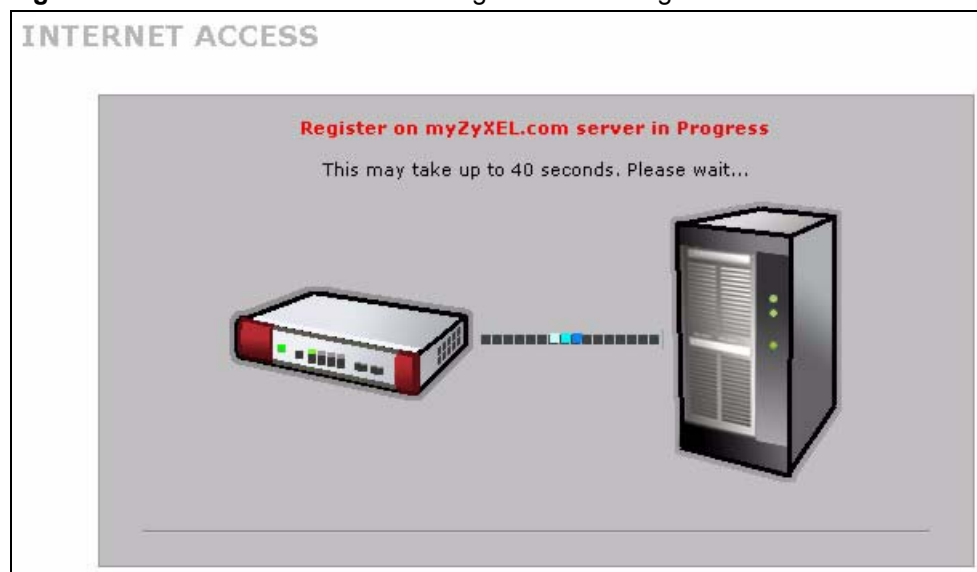 INTERNET ACCESS
Register on myZyXEL.com server in Progress
This may take up to 40 seconds. Please wait...